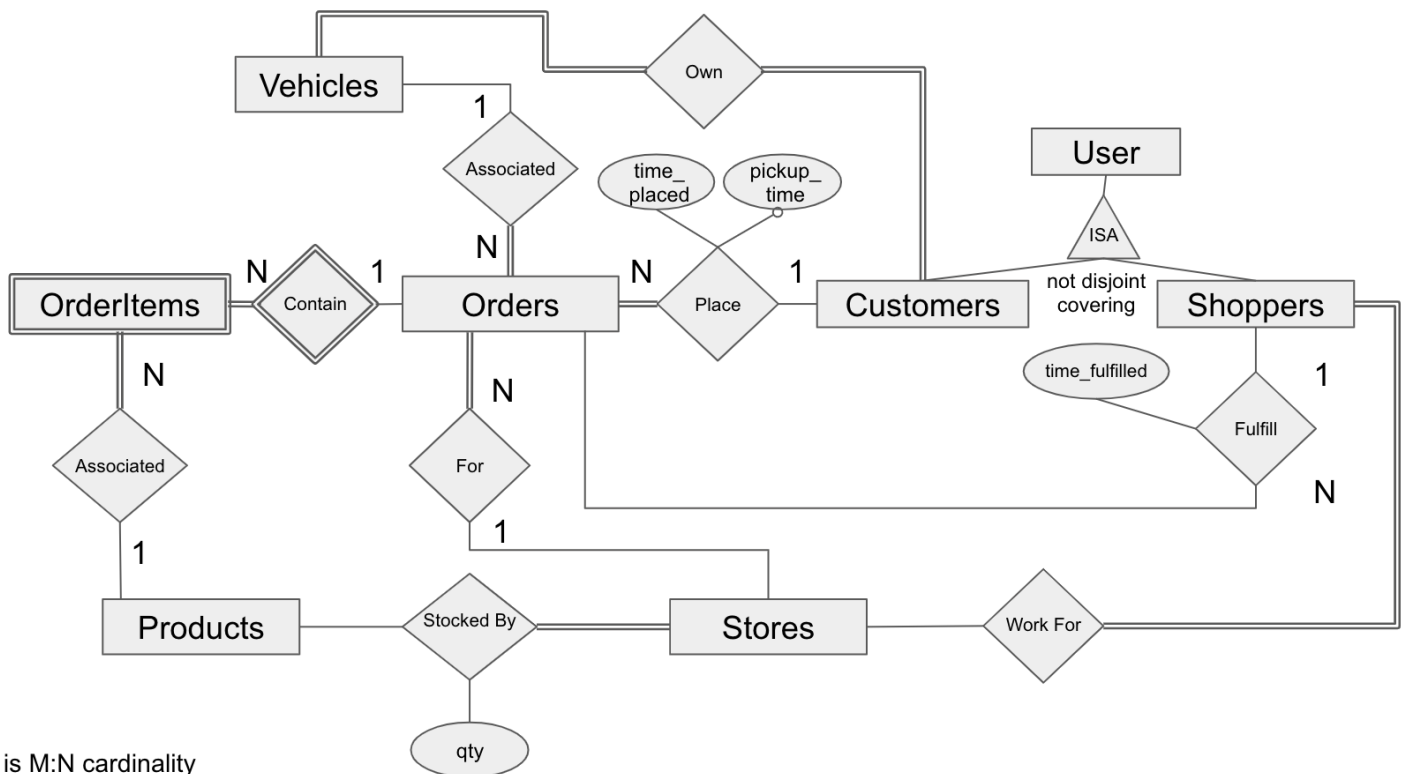 Own
Vehicles
1
Associated
User
time_
placed
pickup_
time
ISA
N
N
1
N
1
not disjoint
covering
OrderItems
Contain
Orders
Place
Customers
Shoppers
N
N
time_fulfilled
1
Associated
For
Fulfill
N
1
1
Products
Stocked By
Stores
Work For
qty
is M:N cardinality